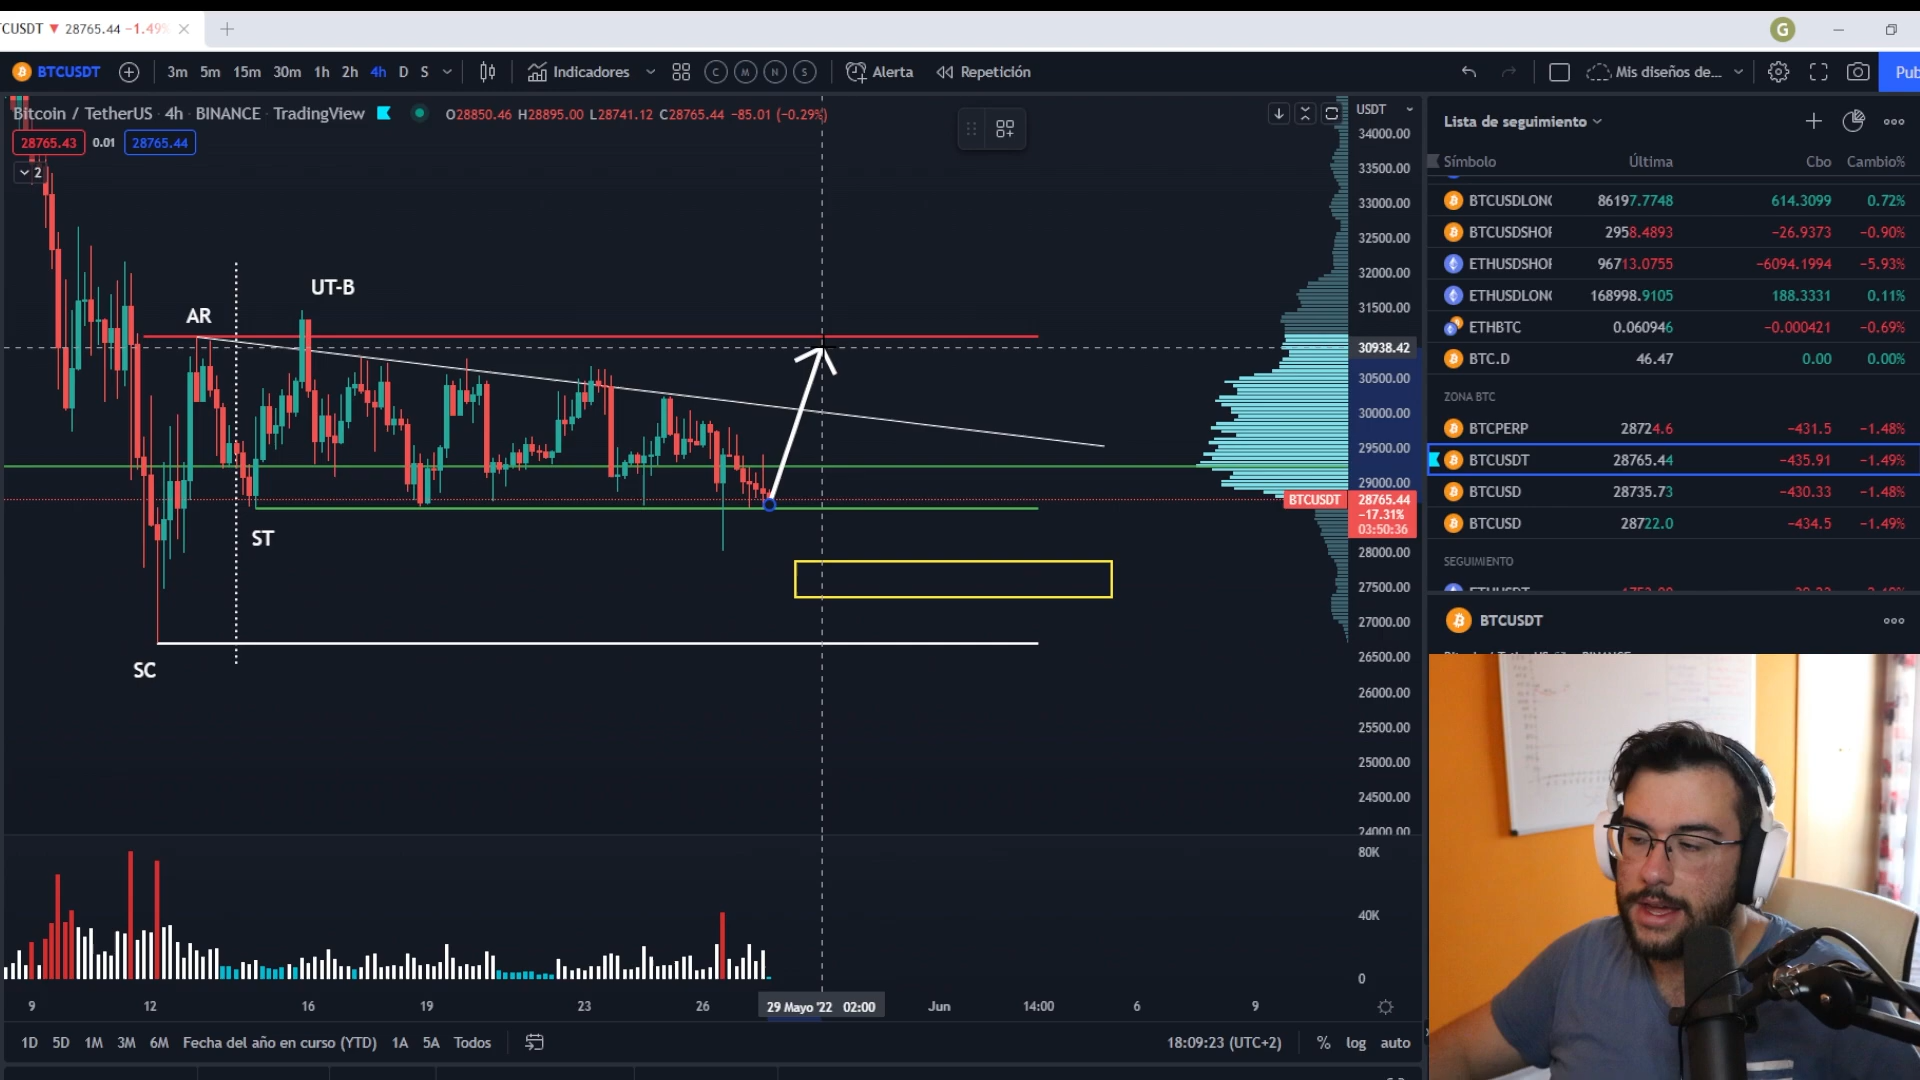 CUSDT ▼ 28765.44 −1.49%
G
BTCUSDT 3m 5m 15m 30m 1h 2h 4h D S Indicadores C M N S Alerta Repetición Mis diseños de... Pub
Bitcoin / TetherUS · 4h · BINANCE · TradingView O28850.46 H28895.00 L28741.12 C28765.44 −85.01 (−0.29%)
28765.43 0.01 28765.44
2
UT-B
AR
ST
SC
USDT
34000.00
33500.00
33000.00
32500.00
32000.00
31500.00
30938.42
30500.00
30000.00
29500.00
29000.00
BTCUSDT 28765.44
−17.31%
03:50:36
28000.00
27500.00
27000.00
26500.00
26000.00
25500.00
25000.00
24500.00
24000.00
80K
40K
0
9 12 16 19 23 26 29 Mayo '22 02:00 Jun 14:00 6 9
1D 5D 1M 3M 6M Fecha del año en curso (YTD) 1A 5A Todos 18:09:23 (UTC+2) % log auto
Lista de seguimiento
Símbolo Última Cbo Cambio%
BTCUSDLONG 86197.7748 614.3099 0.72%
BTCUSDSHOR 2958.4893 −26.9373 −0.90%
ETHUSDSHOR 96713.0755 −6094.1994 −5.93%
ETHUSDLONG 168998.9105 188.3331 0.11%
ETHBTC 0.060946 −0.000421 −0.69%
BTC.D 46.47 0.00 0.00%
ZONA BTC
BTCPERP 28724.6 −431.5 −1.48%
BTCUSDT 28765.44 −435.91 −1.49%
BTCUSD 28735.73 −430.33 −1.48%
BTCUSD 28722.0 −434.5 −1.49%
SEGUIMIENTO
BTCUSDT